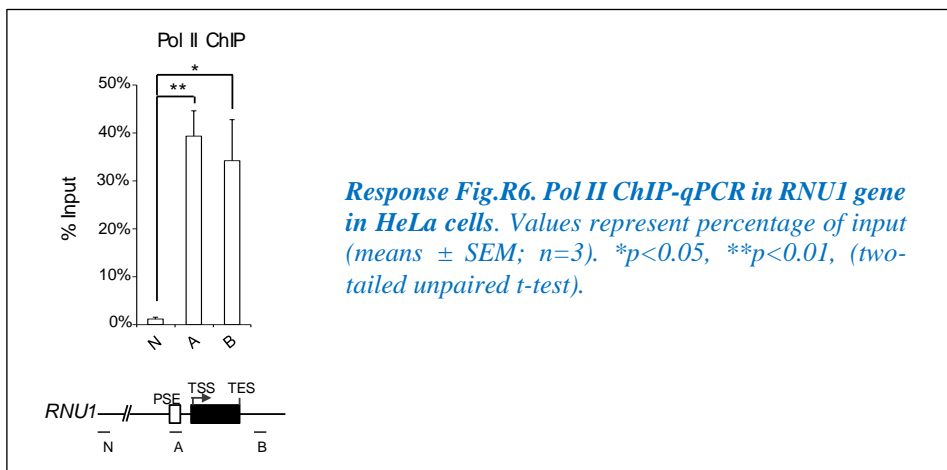 Pol II ChIP
*
**
50%
40%
30%
20%
10%
0%
% Input
N A B
PSE TSS TES
RNU1
N A B
Response Fig.R6. Pol II ChIP-qPCR in RNU1 gene
in HeLa cells. Values represent percentage of input
(means ± SEM; n=3). *p<0.05, **p<0.01, (two-
tailed unpaired t-test).